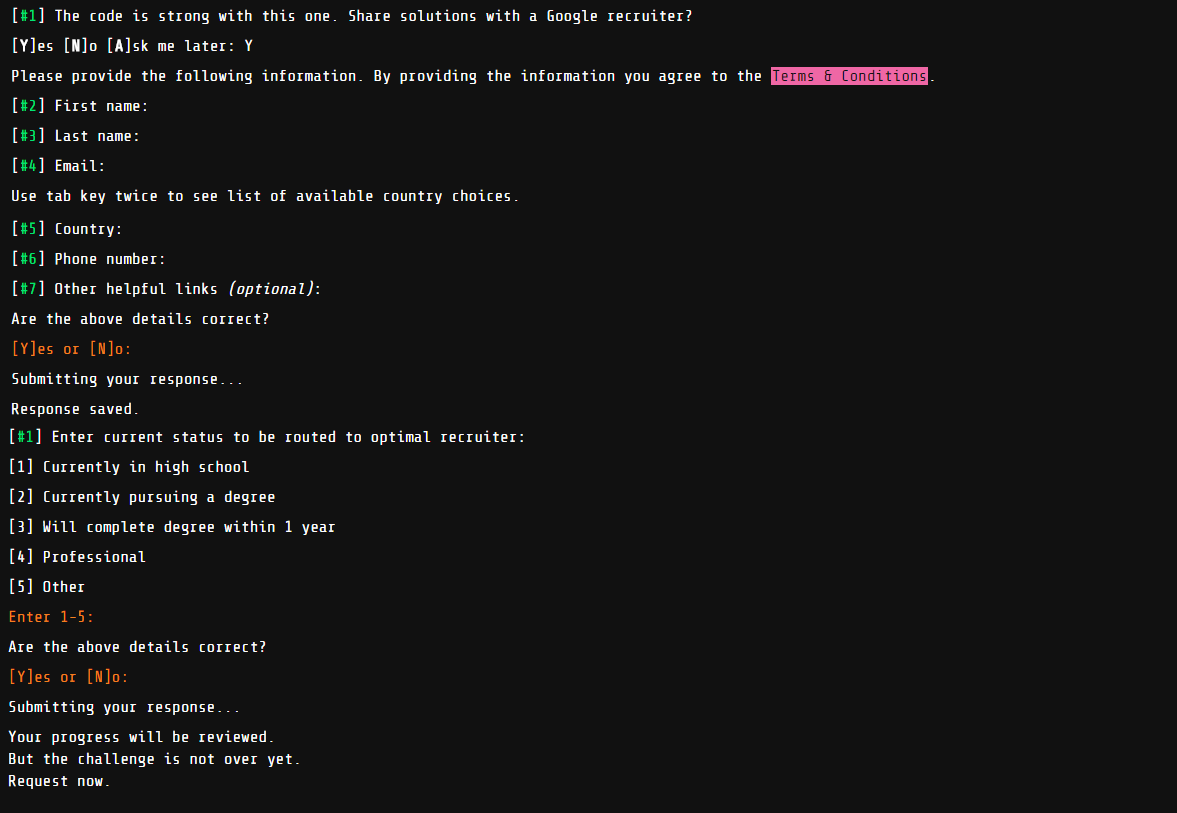 [#1] The code is strong with this one. Share solutions with a Google recruiter?
[Y]es [N]o [A]sk me later: Y
Please provide the following information. By providing the information you agree to the Terms & Conditions.
[#2] First name:
[#3] Last name:
[#4] Email:
Use tab key twice to see list of available country choices.
[#5] Country:
[#6] Phone number:
[#7] Other helpful links (optional):
Are the above details correct?
[Y]es or [N]o:
Submitting your response...
Response saved.
[#1] Enter current status to be routed to optimal recruiter:
[1] Currently in high school
[2] Currently pursuing a degree
[3] Will complete degree within 1 year
[4] Professional
[5] Other
Enter 1-5:
Are the above details correct?
[Y]es or [N]o:
Submitting your response...
Your progress will be reviewed.
But the challenge is not over yet.
Request now.